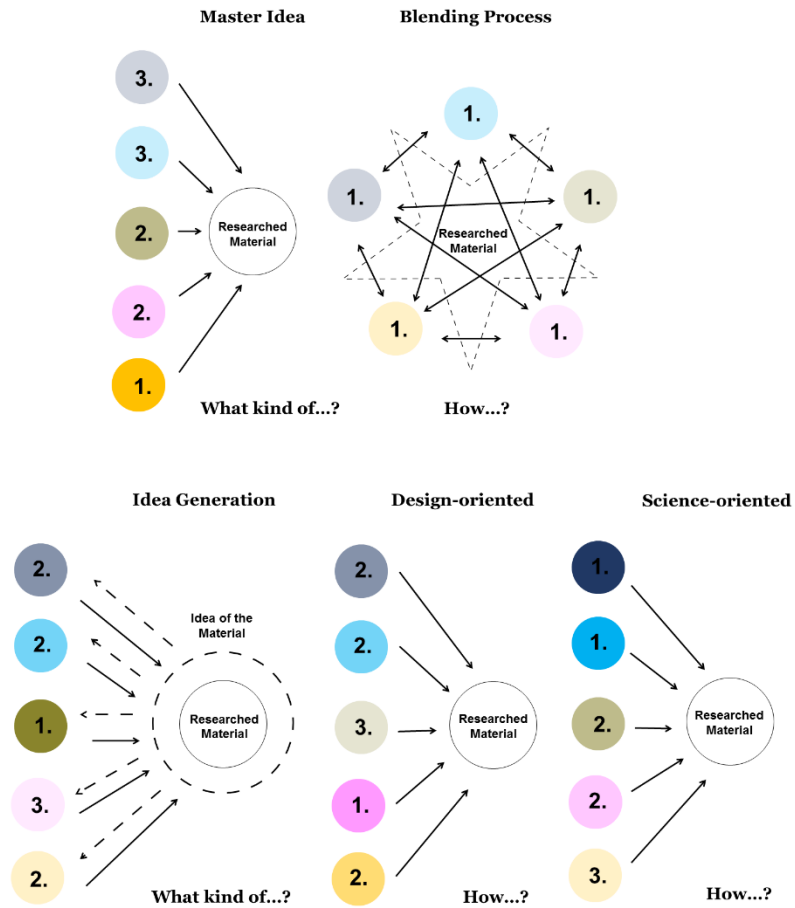 Master Idea
3.
3.
2.
2.
1.
Researched
Material
What kind of...?
Blending Process
1.
1.
1.
Researched
Material
1.
1.
How...?
Idea Generation
2.
2.
1.
3.
2.
Idea of the
Material
Researched
Material
What kind of...?
Design-oriented
2.
2.
3.
1.
2.
Researched
Material
How...?
Science-oriented
1.
1.
2.
2.
3.
Researched
Material
How...?